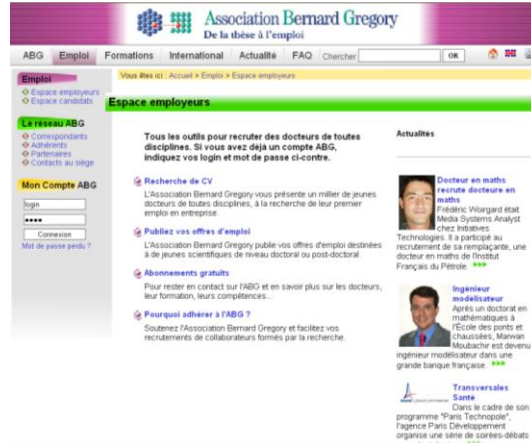 Association Bernard Gregory
De la thèse à l'emploi
ABG Emploi Formations International Actualité FAQ Chercher OK
Vous êtes ici : Accueil > Emploi > Espace employeurs
Emploi
Espace employeurs
Espace candidats
Le réseau ABG
Correspondants
Adhérents
Partenaires
Contacts au siège
Mon Compte ABG
login
Connexion
Mot de passe perdu ?
Espace employeurs
Tous les outils pour recruter des docteurs de toutes
disciplines. Si vous avez déjà un compte ABG,
indiquez vos login et mot de passe ci-contre.
Recherche de CV
L'Association Bernard Gregory vous présente un millier de jeunes
docteurs de toutes disciplines, à la recherche de leur premier
emploi en entreprise.
Publiez vos offres d'emploi
L'Association Bernard Gregory publie vos offres d'emploi destinées
à de jeunes scientifiques de niveau doctoral ou post-doctoral.
Abonnements gratuits
Pour rester en contact sur l'ABG et en savoir plus sur les docteurs,
leur formation, leurs compétences...
Pourquoi adhérer à l'ABG ?
Soutenez l'Association Bernard Gregory et facilitez vos
recrutements de collaborateurs formés par la recherche.
Actualités
Docteur en maths
recrute docteure en
maths
Frédéric Woirgard était
Media Systems Analyst
chez Initiatives
Technologies. Il a participé au
recrutement de sa remplaçante, une
docteur en maths de l'Institut
Français du Pétrole.
Ingénieur
modélisateur
Après un doctorat en
mathématiques à
l'École des ponts et
chaussées, Marwan
Moubachir est devenu
ingénieur modélisateur dans une
grande banque française.
Transversales
Santé
Dans le cadre de son
programme "Paris Technopole",
l'agence Paris Développement
organise une série de soirées-débats